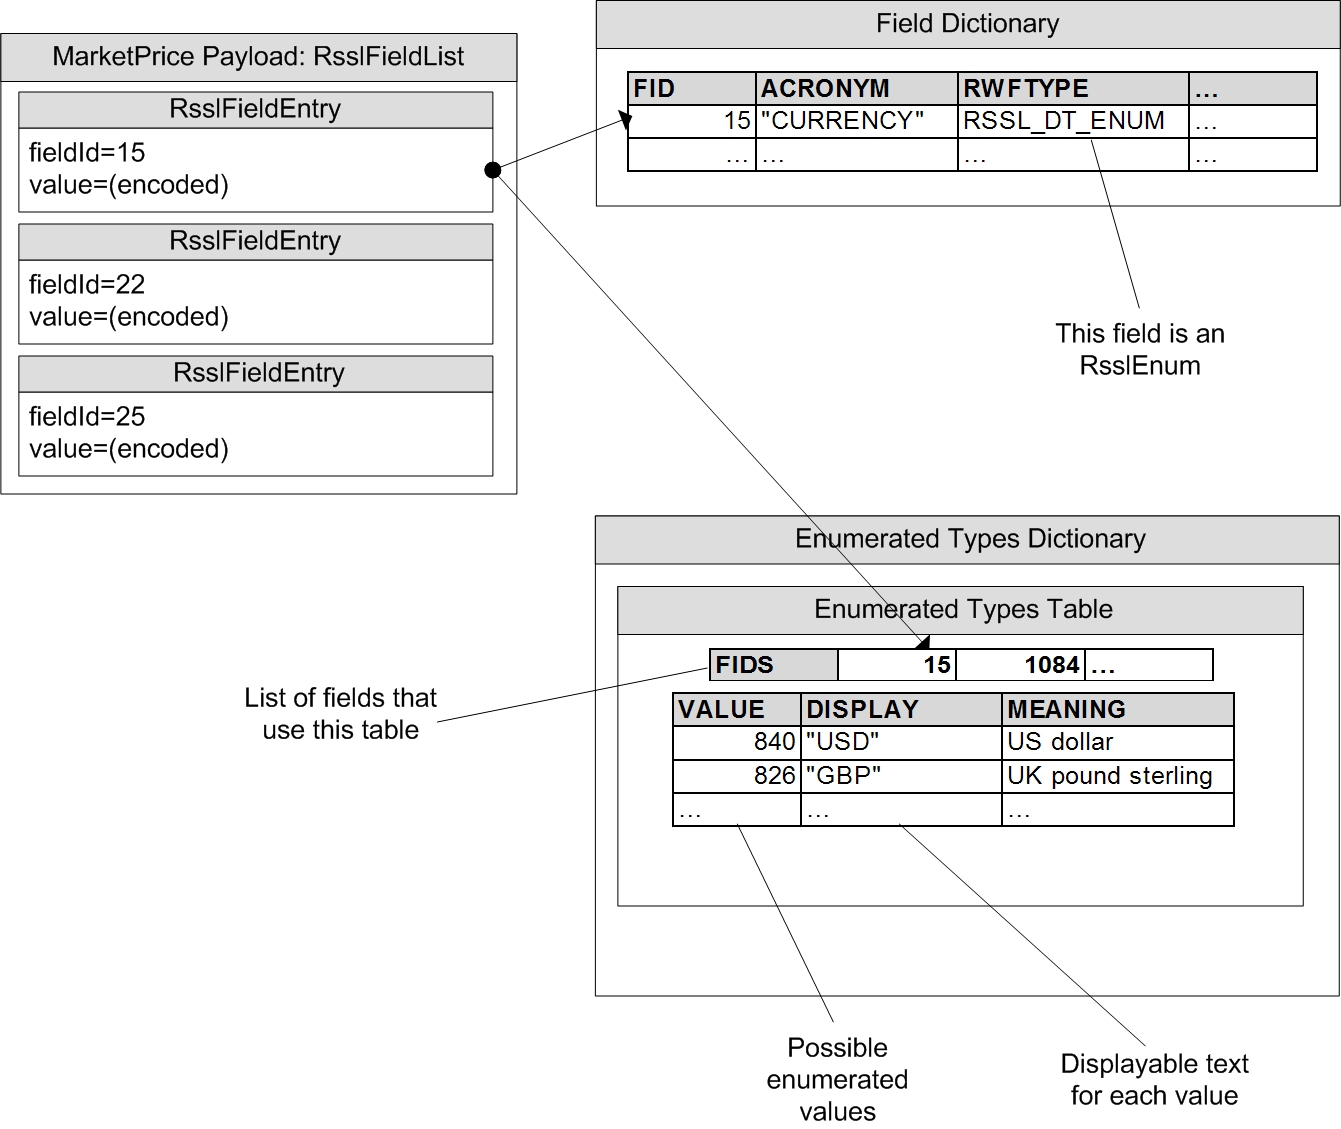 MarketPrice Payload: RsslFieldList
RsslFieldEntry
fieldId=15
value=(encoded)
RsslFieldEntry
fieldId=22
value=(encoded)
RsslFieldEntry
fieldId=25
value=(encoded)
Field Dictionary
FID ACRONYM RWFTYPE ...
15 "CURRENCY" RSSL_DT_ENUM ...
... ... ... ...
This field is an
RsslEnum
Enumerated Types Dictionary
Enumerated Types Table
FIDS 15 1084 ...
VALUE DISPLAY MEANING
840 "USD" US dollar
826 "GBP" UK pound sterling
... ... ...
List of fields that
use this table
Possible
enumerated
values
Displayable text
for each value